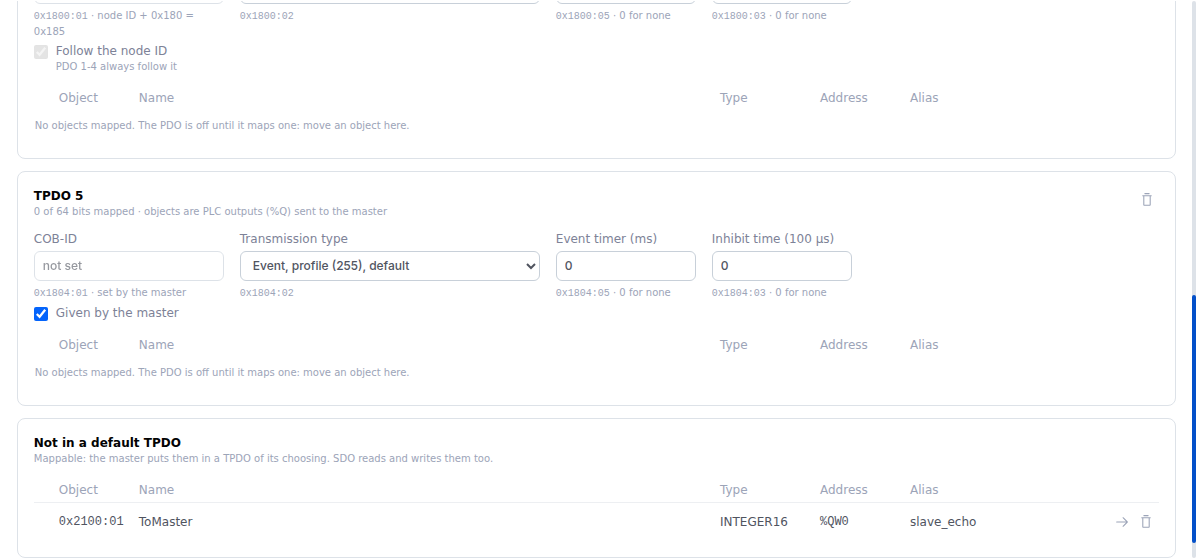 0x1800:01 · node ID + 0x180 =
0x185
0x1800:02
0x1800:05 · 0 for none
0x1800:03 · 0 for none
Follow the node ID
PDO 1-4 always follow it
Object Name Type Address Alias
No objects mapped. The PDO is off until it maps one: move an object here.
TPDO 5
0 of 64 bits mapped · objects are PLC outputs (%Q) sent to the master
COB-ID Transmission type Event timer (ms) Inhibit time (100 µs)
not set Event, profile (255), default 0 0
0x1804:01 · set by the master 0x1804:02 0x1804:05 · 0 for none 0x1804:03 · 0 for none
Given by the master
Object Name Type Address Alias
No objects mapped. The PDO is off until it maps one: move an object here.
Not in a default TPDO
Mappable: the master puts them in a TPDO of its choosing. SDO reads and writes them too.
Object Name Type Address Alias
0x2100:01 ToMaster INTEGER16 %QW0 slave_echo